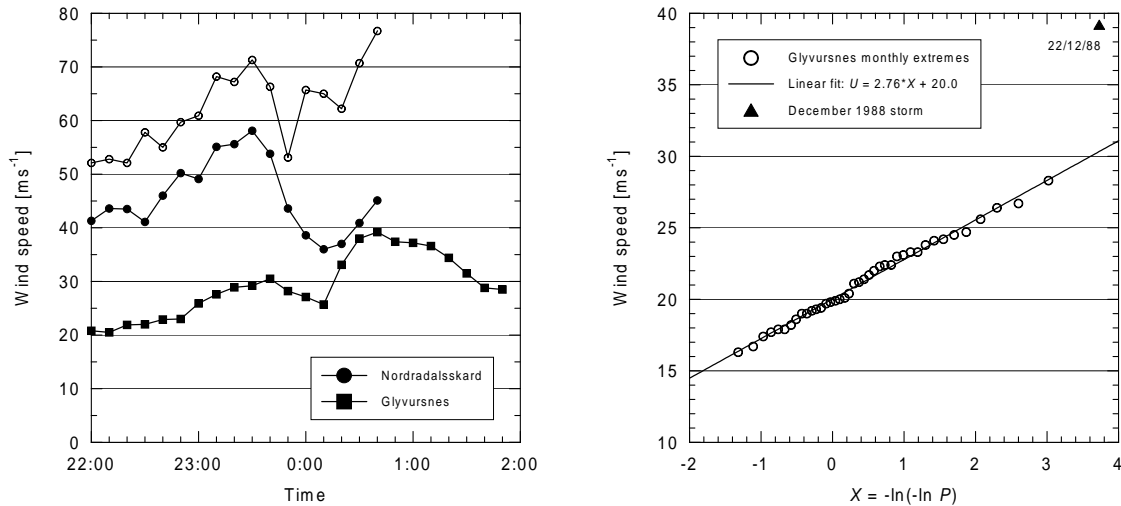 80
70
60
50
40
30
20
10
0
Wind speed [ms-1]
22:00 23:00 0:00 1:00 2:00
Time
Nordradalsskard
Glyvursnes
40
35
30
25
20
15
10
Wind speed [ms-1]
-2 -1 0 1 2 3 4
X = -ln(-ln P)
Glyvursnes monthly extremes
Linear fit: U = 2.76*X + 20.0
December 1988 storm
22/12/88